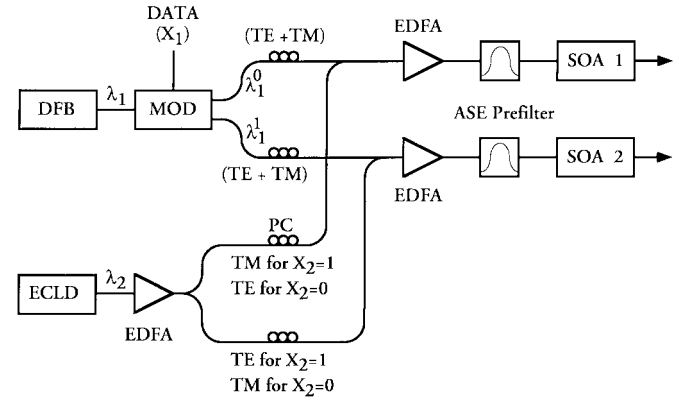 DATA
(X1)
(TE +TM)
EDFA
λ1^0
SOA 1
DFB
λ1
MOD
ASE Prefilter
λ1^1
SOA 2
(TE + TM)
EDFA
PC
TM for X2=1
TE for X2=0
ECLD
λ2
EDFA
TE for X2=1
TM for X2=0